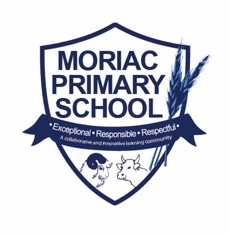 MORIAC
PRIMARY
SCHOOL
• Exceptional • Responsible • Respectful •
A collaborative and innovative learning community